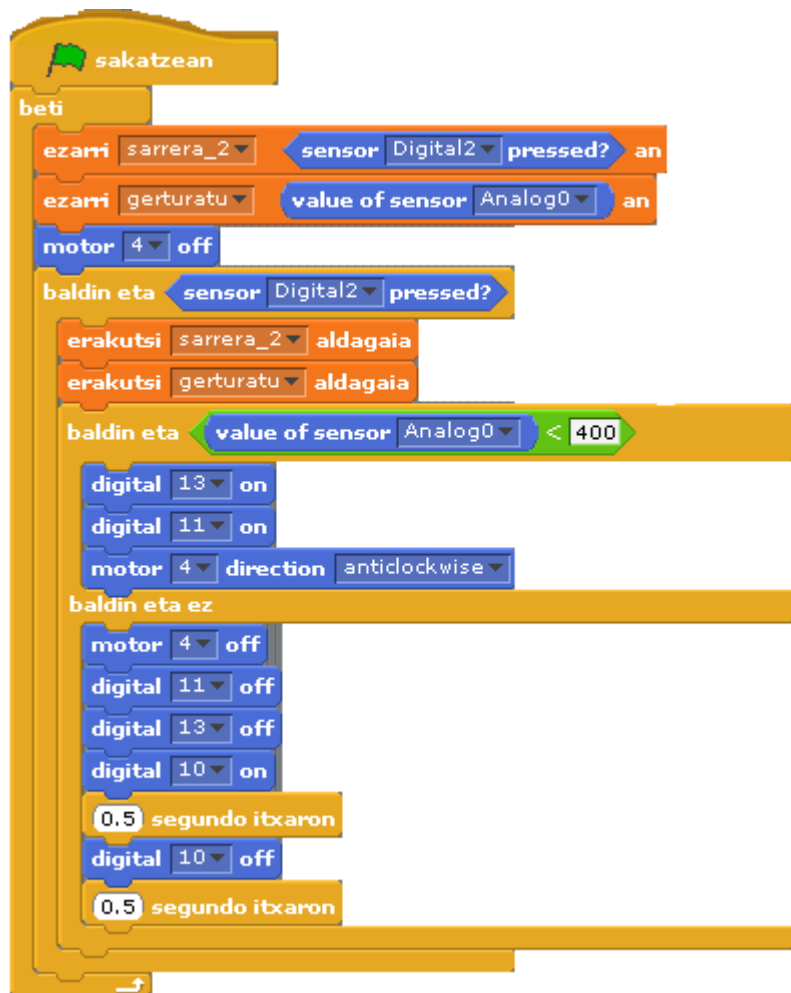 sakatzean
beti
ezarri sarrera_2 sensor Digital2 pressed? an
ezarri gerturatu value of sensor Analog0 an
motor 4 off
baldin eta sensor Digital2 pressed?
erakutsi sarrera_2 aldagaia
erakutsi gerturatu aldagaia
baldin eta value of sensor Analog0 < 400
digital 13 on
digital 11 on
motor 4 direction anticlockwise
baldin eta ez
motor 4 off
digital 11 off
digital 13 off
digital 10 on
0.5 segundo itxaron
digital 10 off
0.5 segundo itxaron